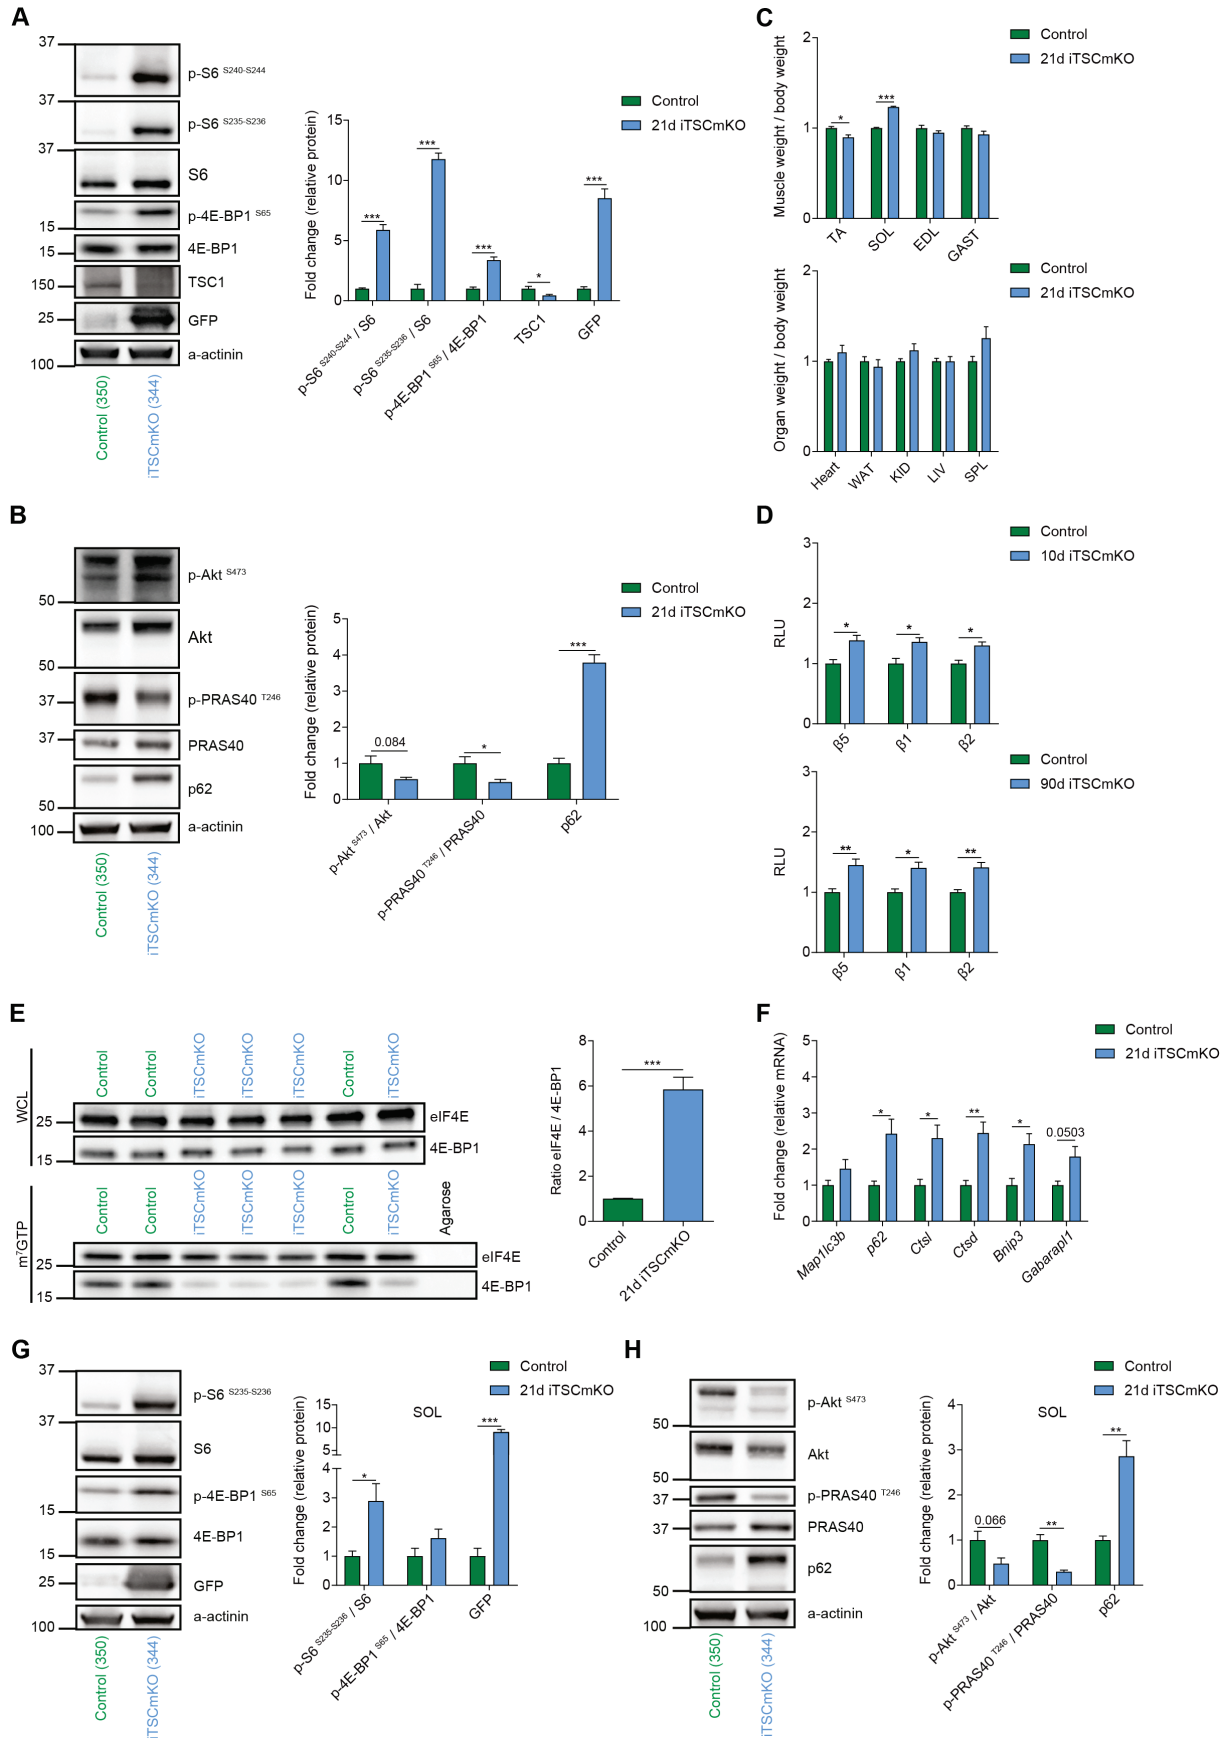 A
37
p-S6 S240-S244
37
p-S6 S235-S236
37
S6
p-4E-BP1 S65
15
15
4E-BP1
150
TSC1
25
GFP
100
a-actinin
Control (350)
iTSCmKO (344)
Control
21d iTSCmKO
Fold change (relative protein)
15
10
5
0
***
***
***
*
***
p-S6 S240-S244 / S6
p-S6 S235-S236 / S6
p-4E-BP1 S65 / 4E-BP1
TSC1
GFP
C
Control
21d iTSCmKO
Muscle weight / body weight
2
1
0
*
***
TA
SOL
EDL
GAST
Control
21d iTSCmKO
Organ weight / body weight
2
1
0
Heart
WAT
KID
LIV
SPL
B
p-Akt S473
50
Akt
50
37
p-PRAS40 T246
37
PRAS40
p62
50
100
a-actinin
Control (350)
iTSCmKO (344)
Control
21d iTSCmKO
Fold change (relative protein)
5
4
3
2
1
0
0.084
*
***
p-Akt S473 / Akt
p-PRAS40 T246 / PRAS40
p62
D
Control
10d iTSCmKO
RLU
3
2
1
0
*
*
*
β5
β1
β2
Control
90d iTSCmKO
RLU
3
2
1
0
**
*
**
β5
β1
β2
E
WCL
Control
Control
iTSCmKO
iTSCmKO
iTSCmKO
Control
iTSCmKO
25
eIF4E
15
4E-BP1
m7GTP
Control
Control
iTSCmKO
iTSCmKO
iTSCmKO
Control
iTSCmKO
Agarose
25
eIF4E
15
4E-BP1
Ratio eIF4E / 4E-BP1
8
6
4
2
0
***
Control
21d iTSCmKO
F
Control
21d iTSCmKO
Fold change (relative mRNA)
5
4
3
2
1
0
*
*
**
*
0.0503
Map1lc3b
p62
Ctsl
Ctsd
Bnip3
Gabarapl1
G
37
p-S6 S235-S236
37
S6
p-4E-BP1 S65
15
4E-BP1
15
25
GFP
100
a-actinin
Control (350)
iTSCmKO (344)
Control
21d iTSCmKO
SOL
Fold change (relative protein)
15
10
5
4
3
2
1
0
*
***
p-S6 S235-S236 / S6
p-4E-BP1 S65 / 4E-BP1
GFP
H
p-Akt S473
50
Akt
50
37
p-PRAS40 T246
37
PRAS40
p62
50
100
a-actinin
Control (350)
iTSCmKO (344)
Control
21d iTSCmKO
SOL
Fold change (relative protein)
4
3
2
1
0
0.066
**
**
p-Akt S473 / Akt
p-PRAS40 T246 / PRAS40
p62